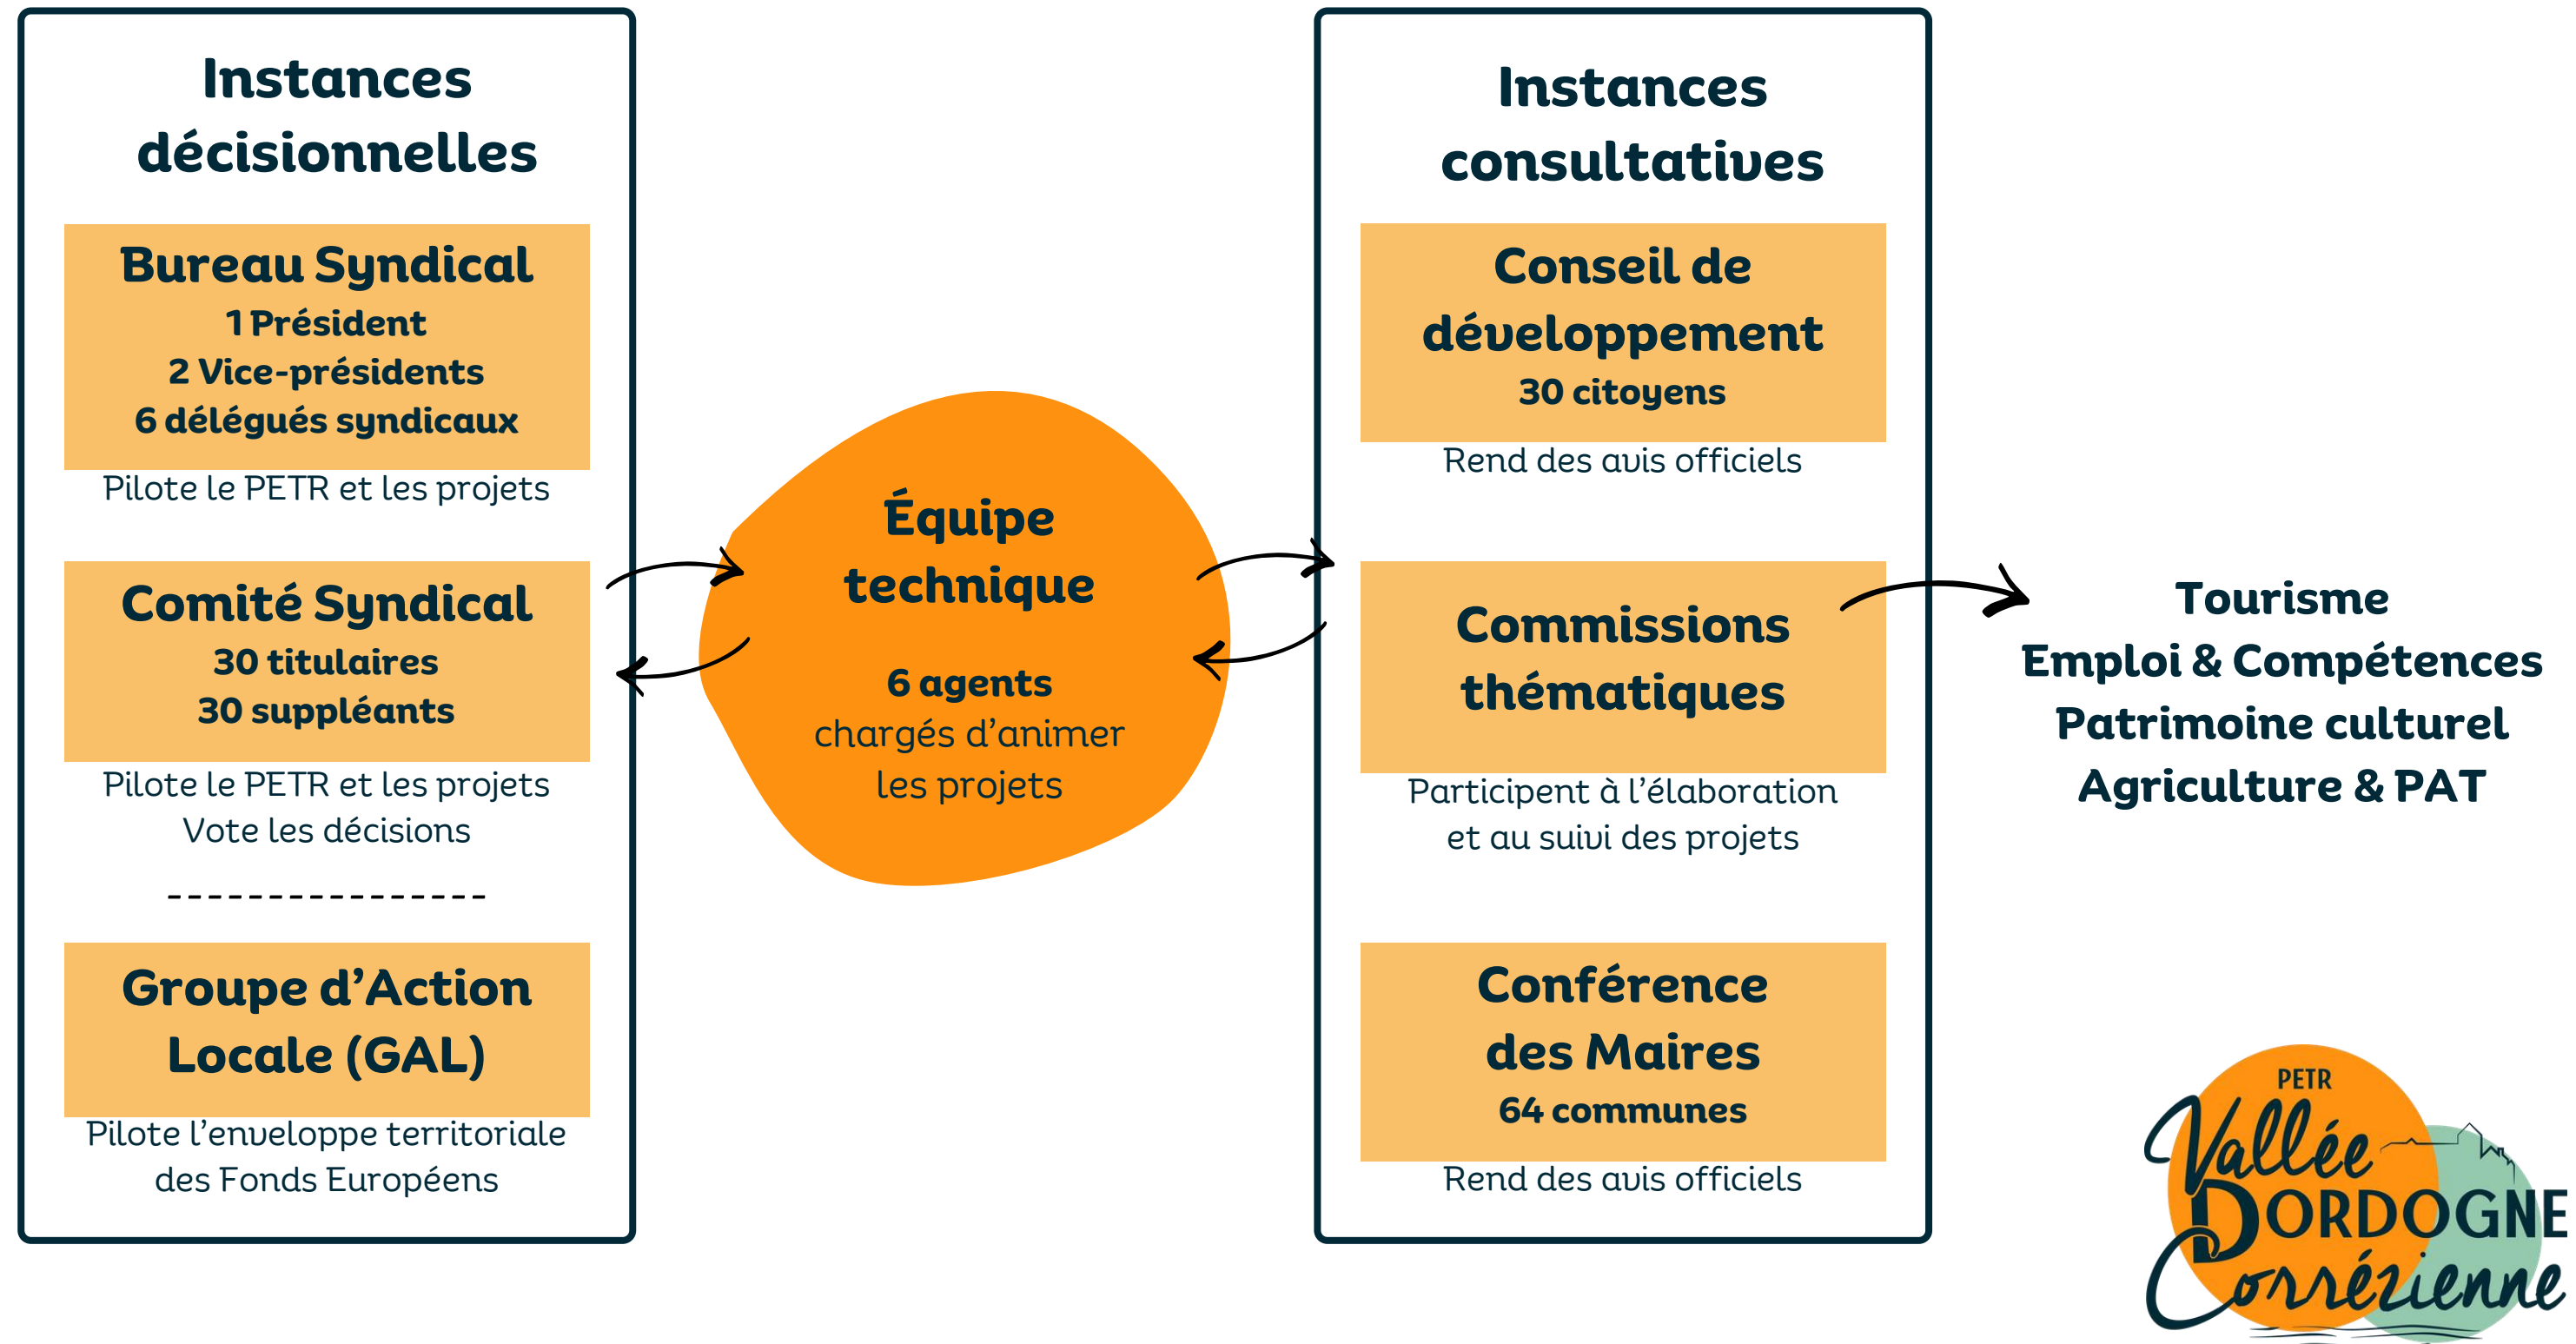 Instances
décisionnelles
Bureau Syndical
1 Président
2 Vice-présidents
6 délégués syndicaux
Pilote le PETR et les projets
Comité Syndical
30 titulaires
30 suppléants
Pilote le PETR et les projets
Vote les décisions
----------------
Groupe d’Action
Locale (GAL)
Pilote l’enveloppe territoriale
des Fonds Européens
Équipe
technique
6 agents
chargés d’animer
les projets
Instances
consultatives
Conseil de
développement
30 citoyens
Rend des avis officiels
Commissions
thématiques
Participent à l’élaboration
et au suivi des projets
Conférence
des Maires
64 communes
Rend des avis officiels
Tourisme
Emploi & Compétences
Patrimoine culturel
Agriculture & PAT
PETR
Vallée
DORDOGNE
Corrézienne